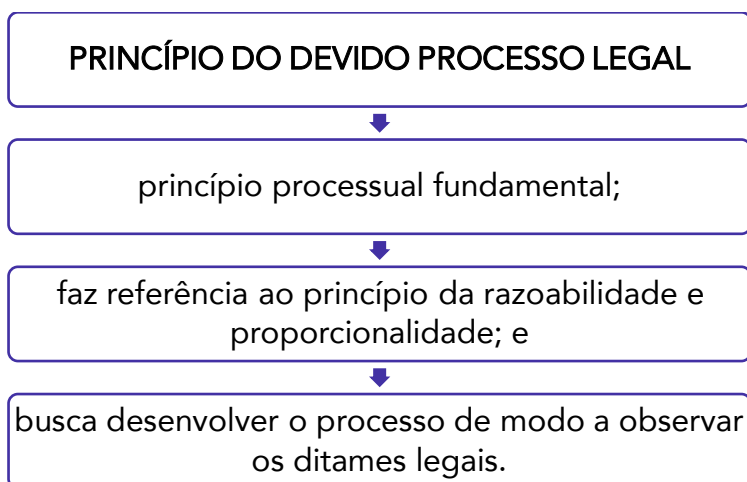 PRINCÍPIO DO DEVIDO PROCESSO LEGAL
princípio processual fundamental;
faz referência ao princípio da razoabilidade e
proporcionalidade; e
busca desenvolver o processo de modo a observar
os ditames legais.